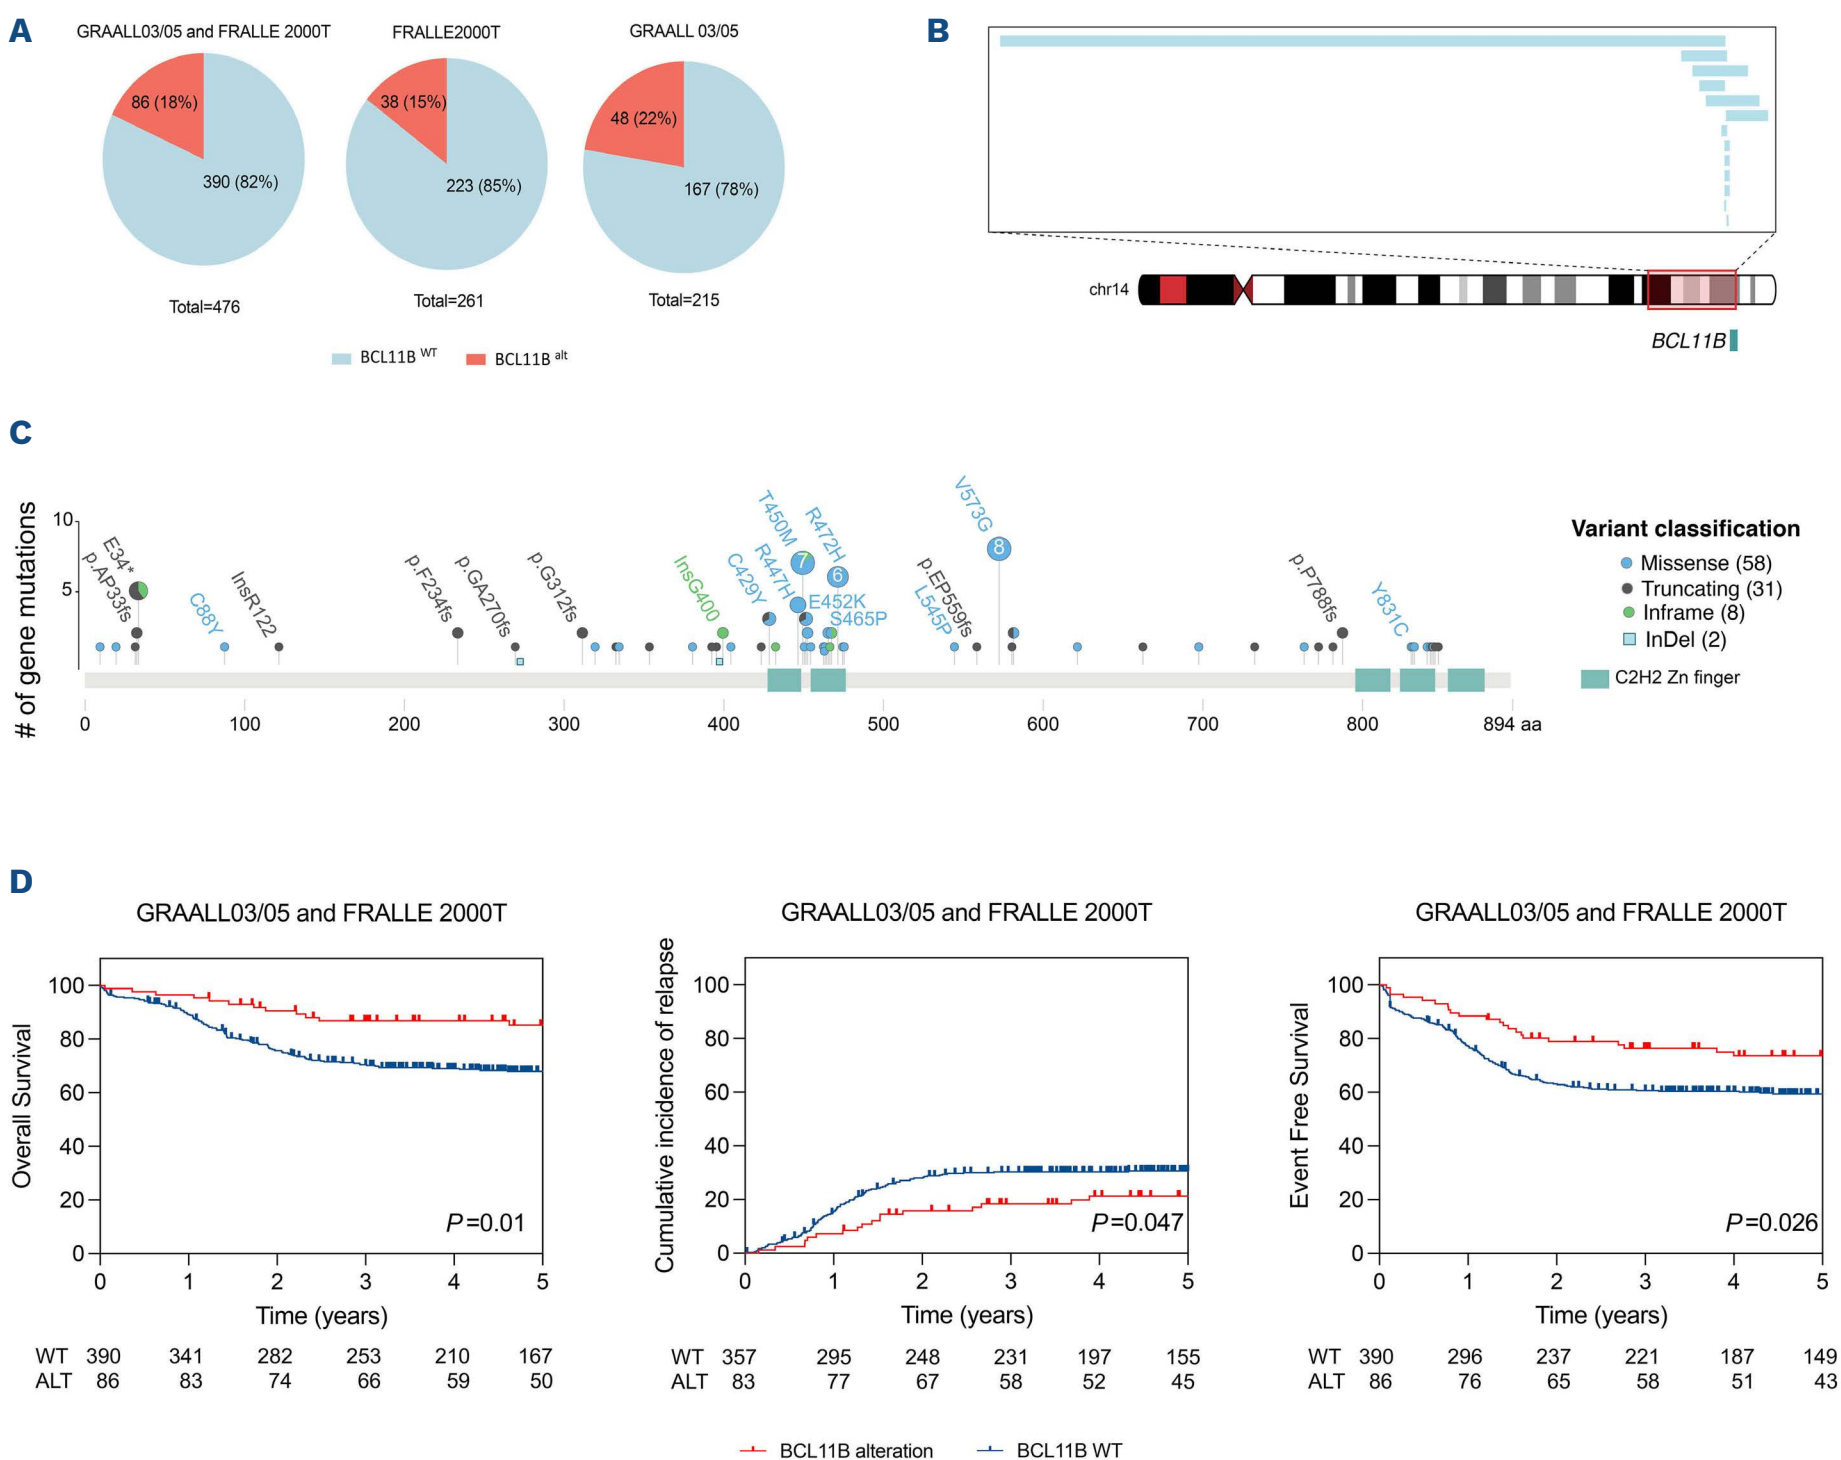 A
GRAALL03/05 and FRALLE 2000T
FRALLE2000T
GRAALL 03/05
86 (18%)
390 (82%)
38 (15%)
223 (85%)
48 (22%)
167 (78%)
Total=476
Total=261
Total=215
BCL11B WT
BCL11B alt
B
chr14
BCL11B
C
# of gene mutations
10
5
E34*
p.AP33fs
C88Y
InsR122
p.F234fs
p.GA270fs
p.G312fs
InsG400
C429Y
R447H
T450M
R472H
E452K
S465P
7
6
p.EP559fs
L545P
V573G
8
p.P788fs
Y831C
0
100
200
300
400
500
600
700
800
894 aa
Variant classification
Missense (58)
Truncating (31)
Inframe (8)
InDel (2)
C2H2 Zn finger
D
GRAALL03/05 and FRALLE 2000T
Overall Survival
100
80
60
40
20
0
P=0.01
0 1 2 3 4 5
Time (years)
WT 390 341 282 253 210 167
ALT 86 83 74 66 59 50
GRAALL03/05 and FRALLE 2000T
Cumulative incidence of relapse
100
80
60
40
20
0
P=0.047
0 1 2 3 4 5
Time (years)
WT 357 295 248 231 197 155
ALT 83 77 67 58 52 45
GRAALL03/05 and FRALLE 2000T
Event Free Survival
100
80
60
40
20
0
P=0.026
0 1 2 3 4 5
Time (years)
WT 390 296 237 221 187 149
ALT 86 76 65 58 51 43
BCL11B alteration
BCL11B WT